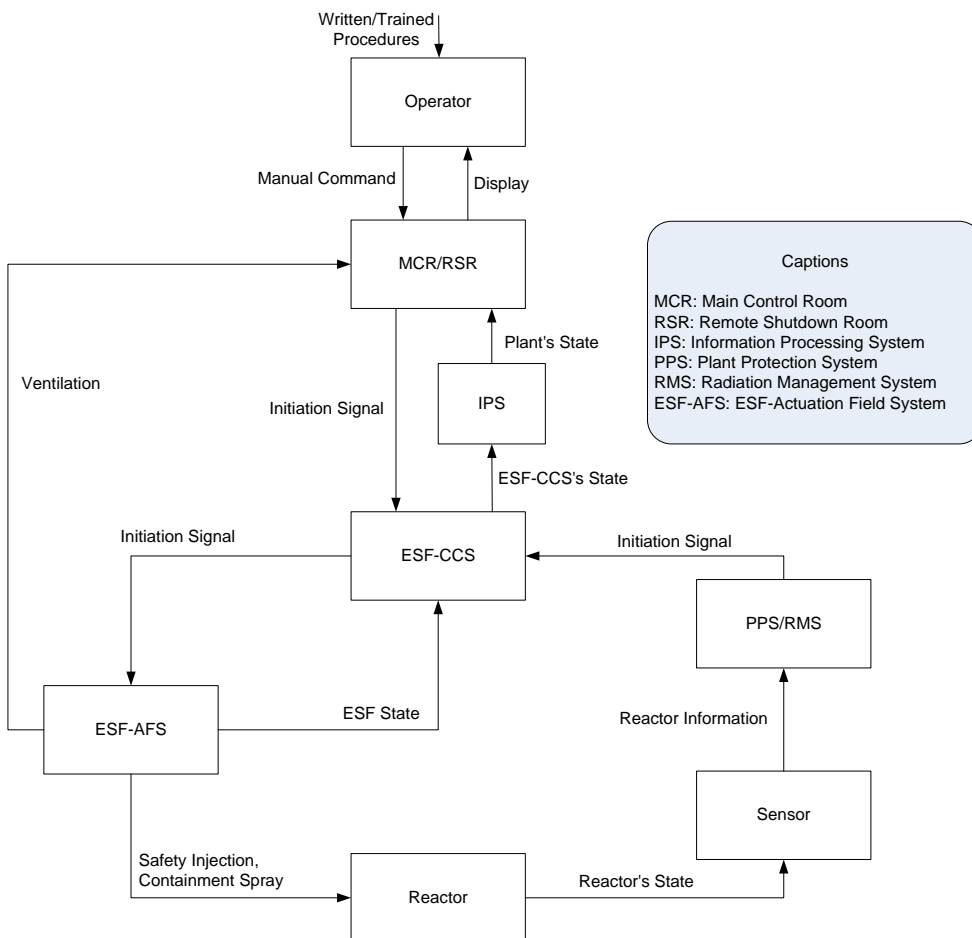 Written/Trained
Procedures
Operator
Manual Command
Display
MCR/RSR
Captions
MCR: Main Control Room
RSR: Remote Shutdown Room
IPS: Information Processing System
PPS: Plant Protection System
RMS: Radiation Management System
ESF-AFS: ESF-Actuation Field System
Plant's State
Ventilation
Initiation Signal
IPS
ESF-CCS's State
Initiation Signal
ESF-CCS
Initiation Signal
PPS/RMS
ESF-AFS
ESF State
Reactor Information
Sensor
Safety Injection,
Containment Spray
Reactor
Reactor's State